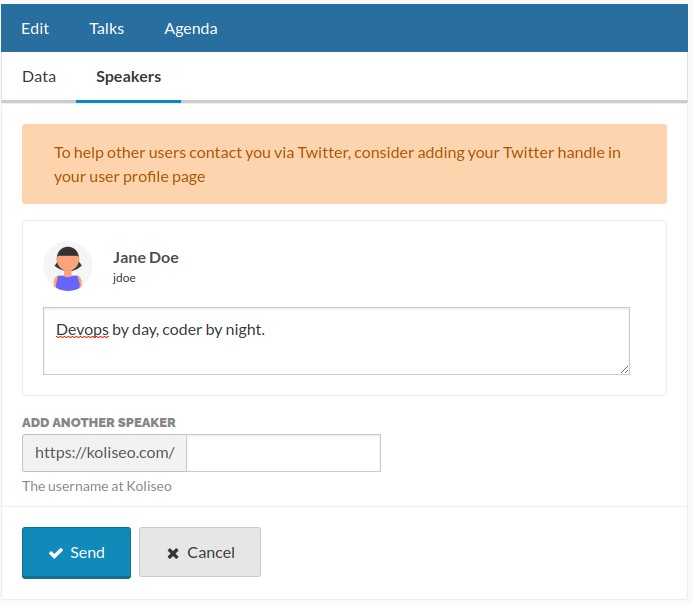 Edit Talks Agenda
Data Speakers
To help other users contact you via Twitter, consider adding your Twitter handle in
your user profile page
Jane Doe
jdoe
Devops by day, coder by night.
ADD ANOTHER SPEAKER
https://koliseo.com/
The username at Koliseo
Send Cancel